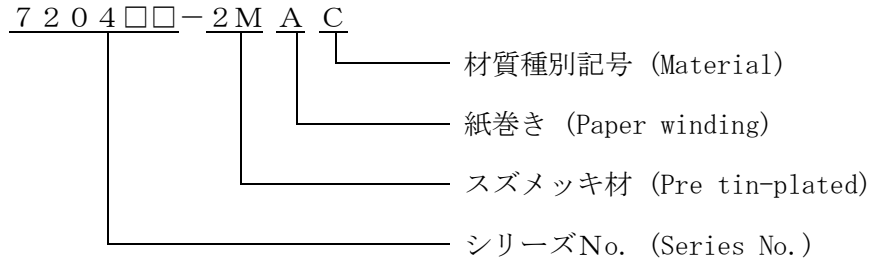 ７２０４□□－２Ｍ Ａ Ｃ
材質種別記号 (Material)
紙巻き (Paper winding)
スズメッキ材 (Pre tin-plated)
シリーズNo. (Series No.)